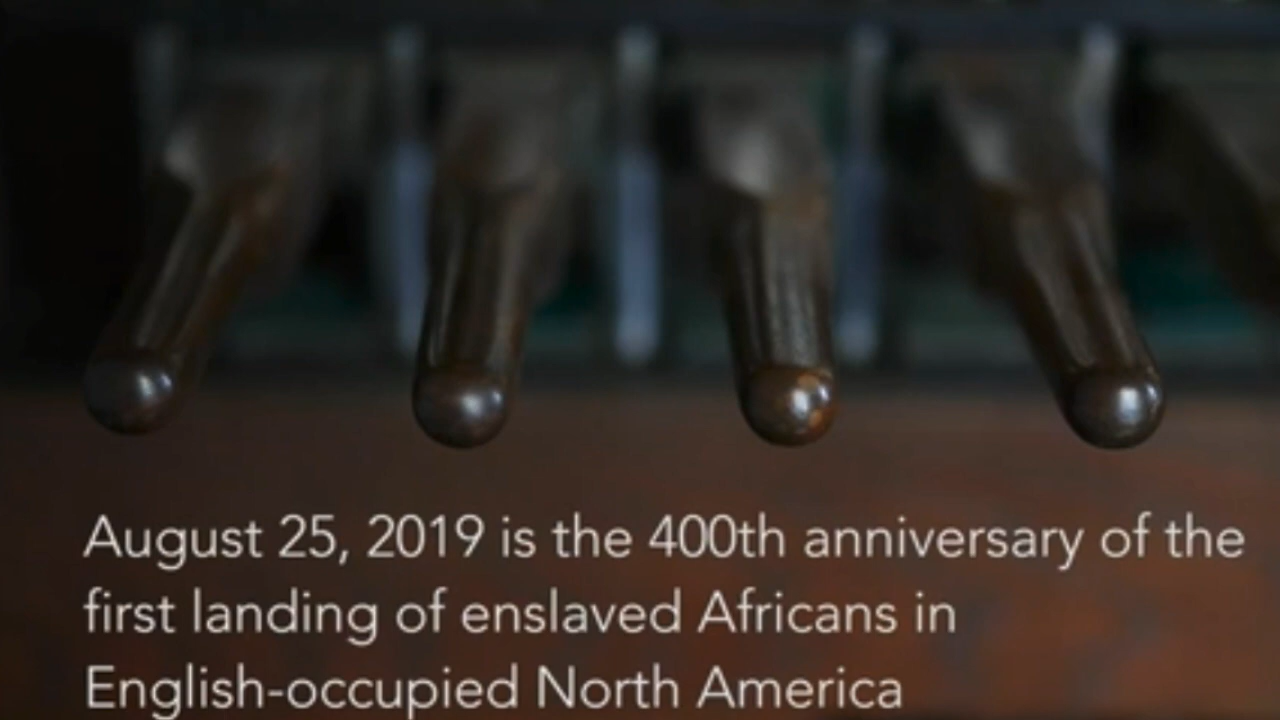 August 25, 2019 is the 400th anniversary of the
first landing of enslaved Africans in
English-occupied North America